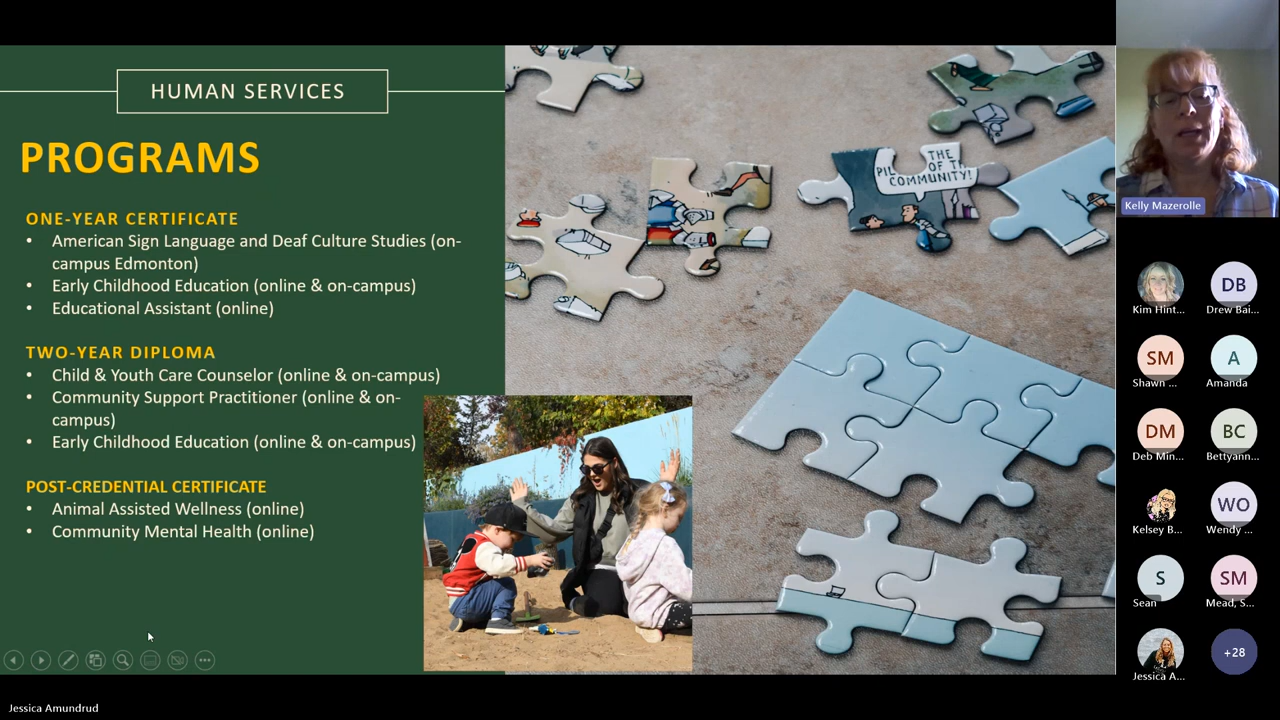 HUMAN SERVICES
PROGRAMS
ONE-YEAR CERTIFICATE
• American Sign Language and Deaf Culture Studies (on-
campus Edmonton)
• Early Childhood Education (online & on-campus)
• Educational Assistant (online)
TWO-YEAR DIPLOMA
• Child & Youth Care Counselor (online & on-campus)
• Community Support Practitioner (online & on-
campus)
• Early Childhood Education (online & on-campus)
POST-CREDENTIAL CERTIFICATE
• Animal Assisted Wellness (online)
• Community Mental Health (online)
THE
PIL OF TH
COMMUNITY!
Kelly Mazerolle
Kim Hint...
DB
Drew Bai...
SM
Shawn ...
A
Amanda
DM
Deb Min...
BC
Bettyann...
Kelsey B...
WO
Wendy ...
S
Sean
SM
Mead, S...
Jessica A...
+28
Jessica Amundrud